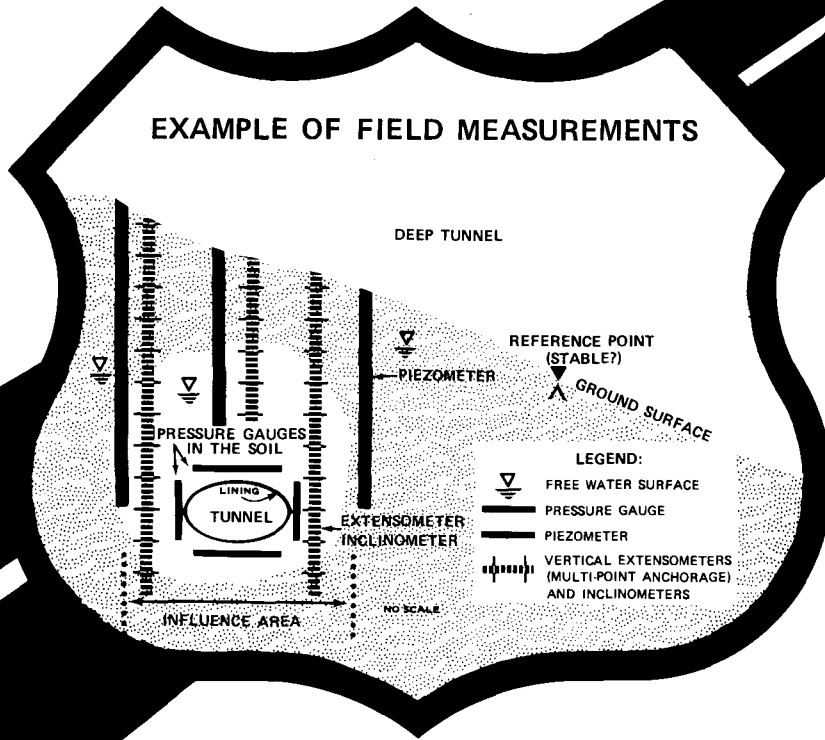 EXAMPLE OF FIELD MEASUREMENTS
DEEP TUNNEL
REFERENCE POINT
(STABLE?)
PIEZOMETER
GROUND SURFACE
PRESSURE GAUGES
IN THE SOIL
LINING
TUNNEL
EXTENSOMETER
INCLINOMETER
INFLUENCE AREA
NO SCALE
LEGEND:
FREE WATER SURFACE
PRESSURE GAUGE
PIEZOMETER
VERTICAL EXTENSOMETERS
(MULTI-POINT ANCHORAGE)
AND INCLINOMETERS